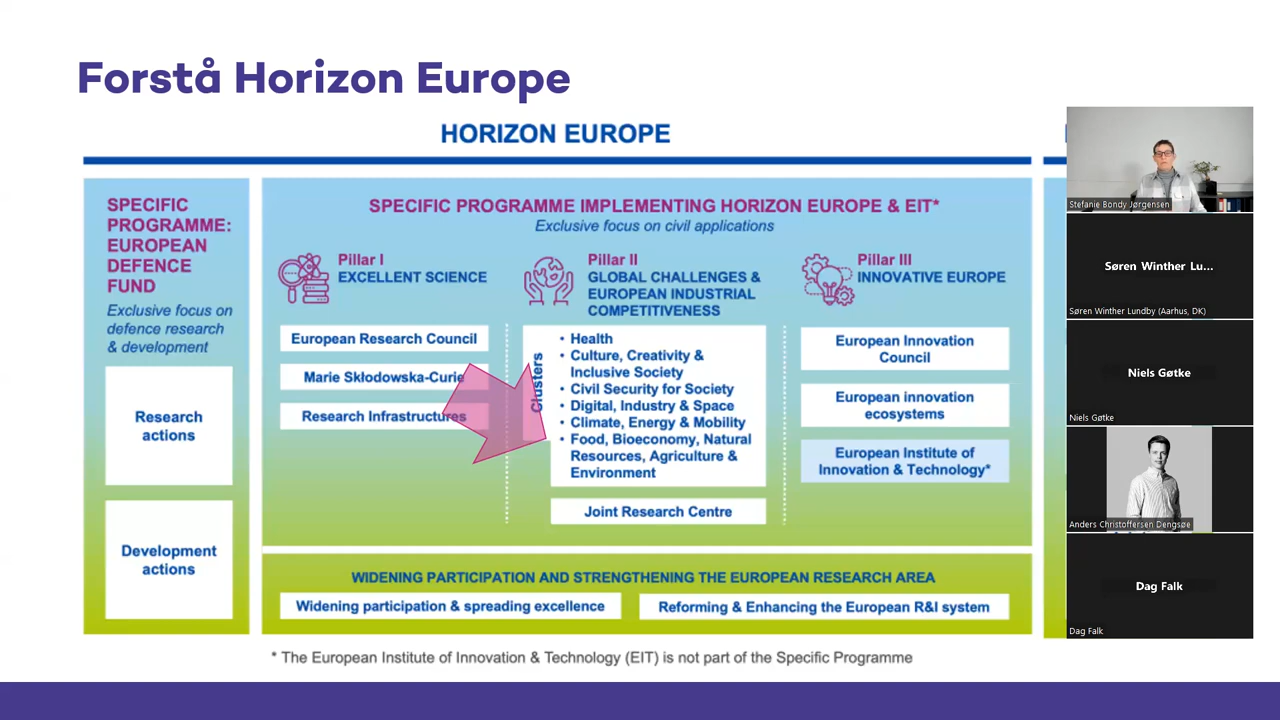 Forstå Horizon Europe
HORIZON EUROPE
SPECIFIC
PROGRAMME:
EUROPEAN
DEFENCE
FUND
Exclusive focus on
defence research
& development
Research
actions
Development
actions
SPECIFIC PROGRAMME IMPLEMENTING HORIZON EUROPE & EIT*
Exclusive focus on civil applications
Pillar I
EXCELLENT SCIENCE
European Research Council
Marie Skłodowska-Curie
Research Infrastructures
Pillar II
GLOBAL CHALLENGES &
EUROPEAN INDUSTRIAL
COMPETITIVENESS
Clusters
• Health
• Culture, Creativity &
Inclusive Society
• Civil Security for Society
• Digital, Industry & Space
• Climate, Energy & Mobility
• Food, Bioeconomy, Natural
Resources, Agriculture &
Environment
Joint Research Centre
Pillar III
INNOVATIVE EUROPE
European Innovation
Council
European innovation
ecosystems
European Institute of
Innovation & Technology*
WIDENING PARTICIPATION AND STRENGTHENING THE EUROPEAN RESEARCH AREA
Widening participation & spreading excellence
Reforming & Enhancing the European R&I system
* The European Institute of Innovation & Technology (EIT) is not part of the Specific Programme
Stefanie Bondy Jørgensen
Søren Winther Lu...
Søren Winther Lundby (Aarhus, DK)
Niels Gøtke
Niels Gøtke
Anders Christoffersen Dengsøe
Dag Falk
Dag Falk